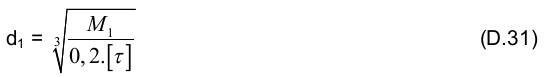 d₁ = ∛(M₁ / 0,2.[τ]) (D.31)